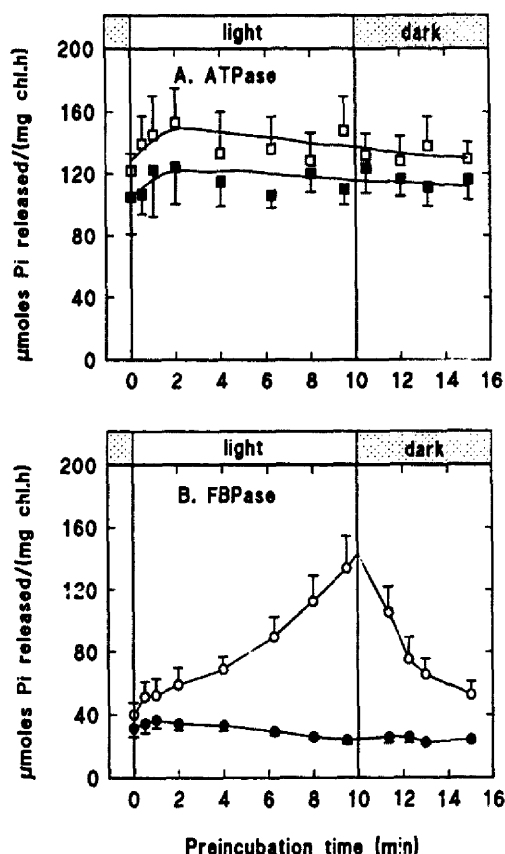 light dark
200
A. ATPase
160
120
80
40
0
0 2 4 6 8 10 12 14 16
µmoles Pi released/(mg chl.h)
light dark
200
B. FBPase
160
120
80
40
0
0 2 4 6 8 10 12 14 16
µmoles Pi released/(mg chl.h)
Preincubation time (min)